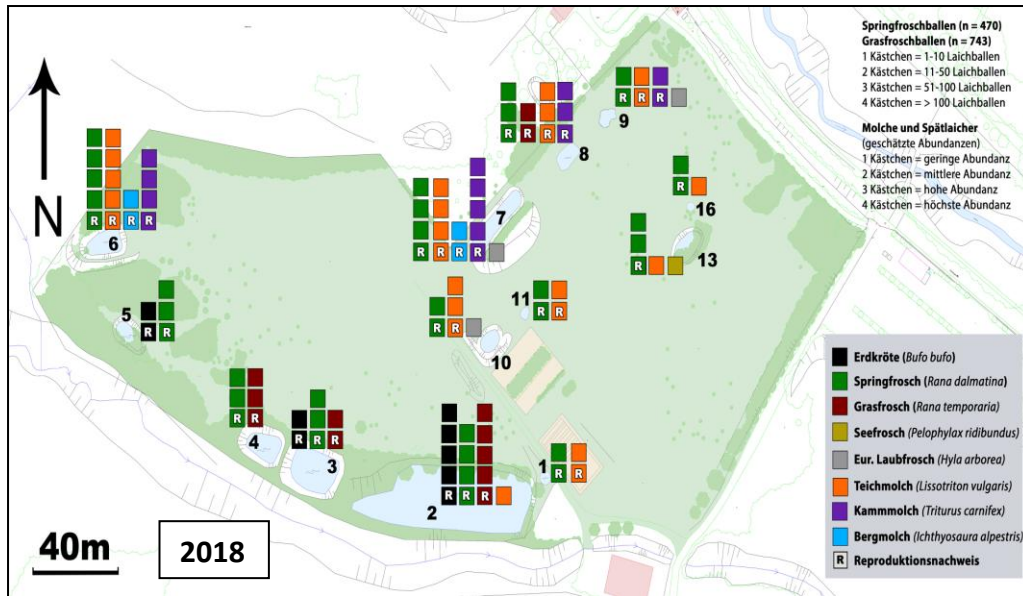 Springfroschballen (n = 470)
Grasfroschballen (n = 743)
1 Kästchen = 1-10 Laichballen
2 Kästchen = 11-50 Laichballen
3 Kästchen = 51-100 Laichballen
4 Kästchen = > 100 Laichballen
Molche und Spätlaicher
(geschätzte Abundanzen)
1 Kästchen = geringe Abundanz
2 Kästchen = mittlere Abundanz
3 Kästchen = hohe Abundanz
4 Kästchen = höchste Abundanz
N
R R R R
9
R R R R
8
R R R R
6
R R R R
7
R R
16
R
13
R R
5
R R
10
R R
11
R R
4
R R R
3
R R R
2
R R
1
Erdkröte (Bufo bufo)
Springfrosch (Rana dalmatina)
Grasfrosch (Rana temporaria)
Seefrosch (Pelophylax ridibundus)
Eur. Laubfrosch (Hyla arborea)
Teichmolch (Lissotriton vulgaris)
Kammmolch (Triturus carnifex)
Bergmolch (Ichthyosaura alpestris)
R Reproduktionsnachweis
40m
2018